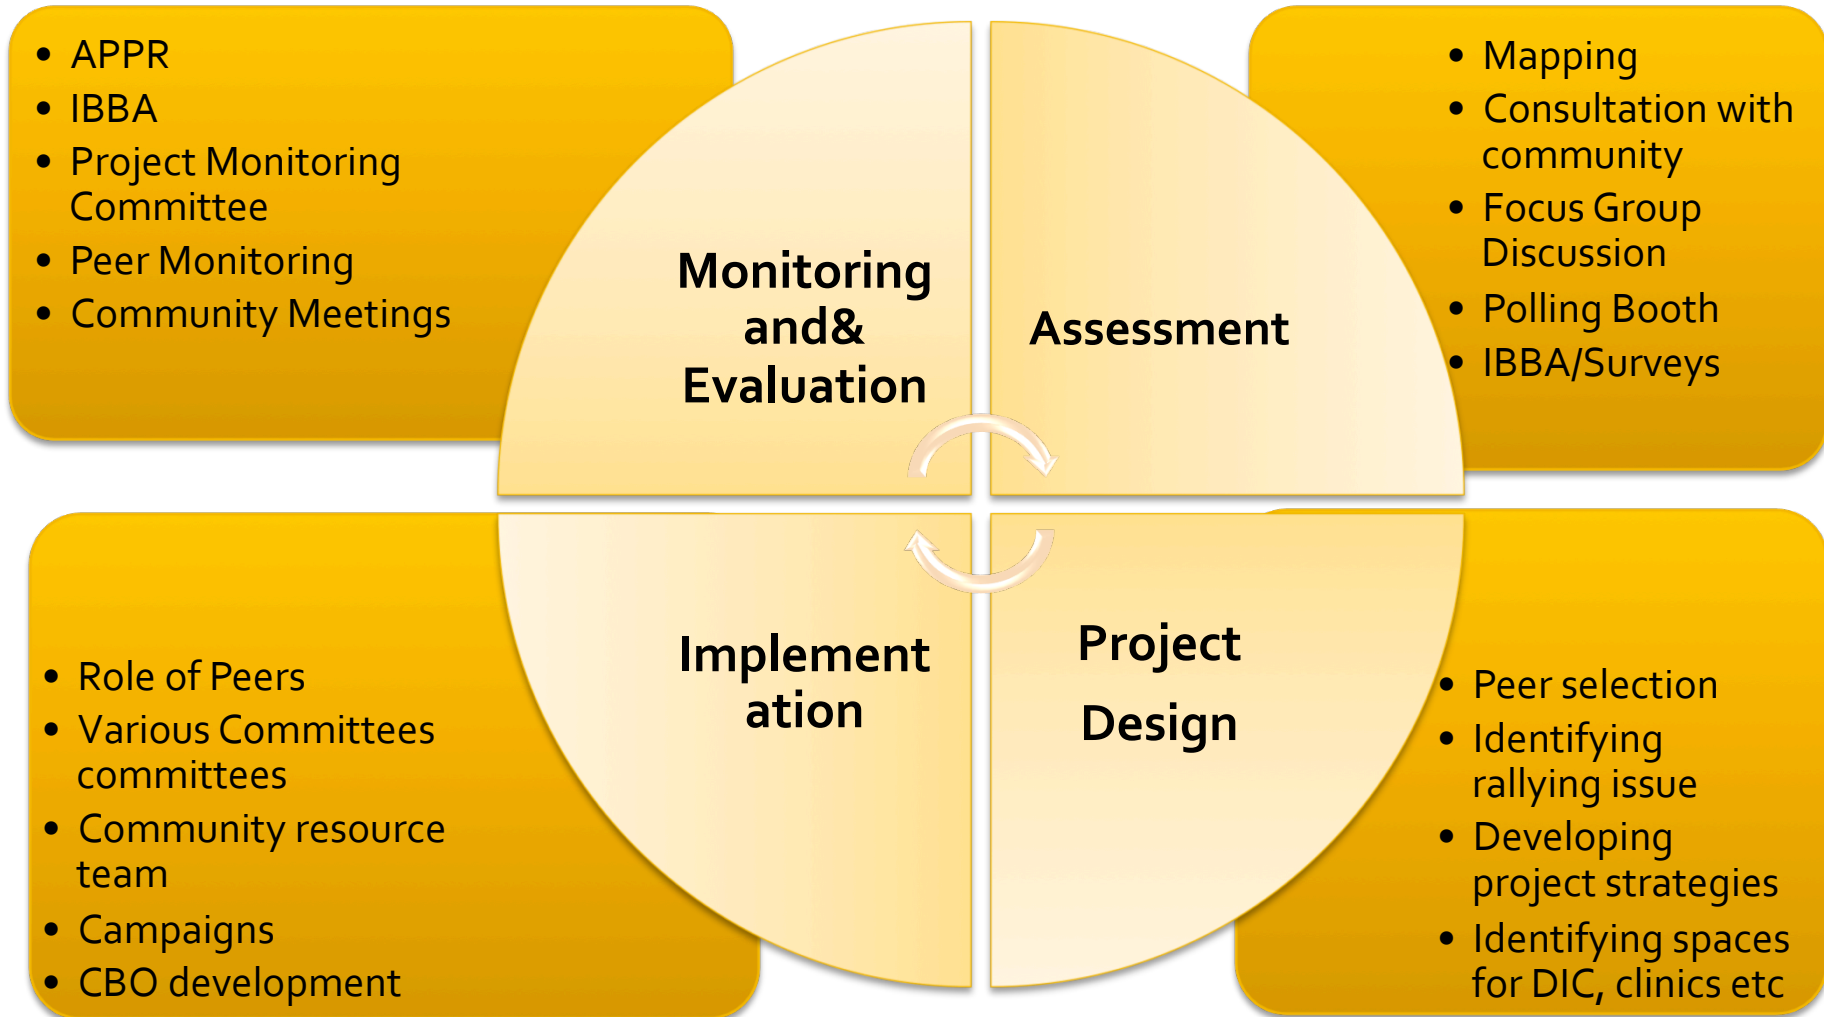 • APPR
• IBBA
• Project Monitoring
Committee
• Peer Monitoring
• Community Meetings
Monitoring
and&
Evaluation
Assessment
• Mapping
• Consultation with
community
• Focus Group
Discussion
• Polling Booth
• IBBA/Surveys
• Role of Peers
• Various Committees
committees
• Community resource
team
• Campaigns
• CBO development
Implement
ation
Project
Design
• Peer selection
• Identifying
rallying issue
• Developing
project strategies
• Identifying spaces
for DIC, clinics etc